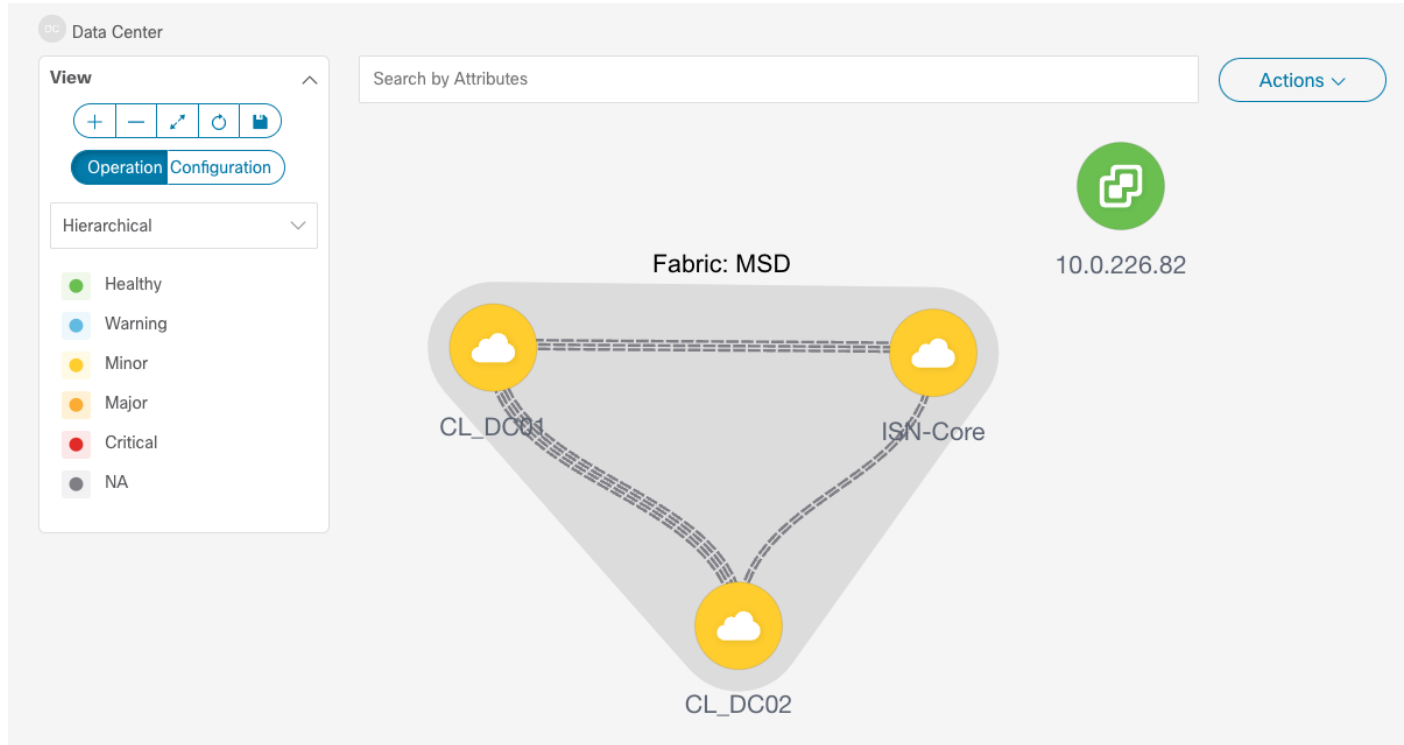 DC Data Center
View
Search by Attributes
Actions
Operation Configuration
Hierarchical
Healthy
Warning
Minor
Major
Critical
NA
10.0.226.82
Fabric: MSD
CL_DC01
ISN-Core
CL_DC02